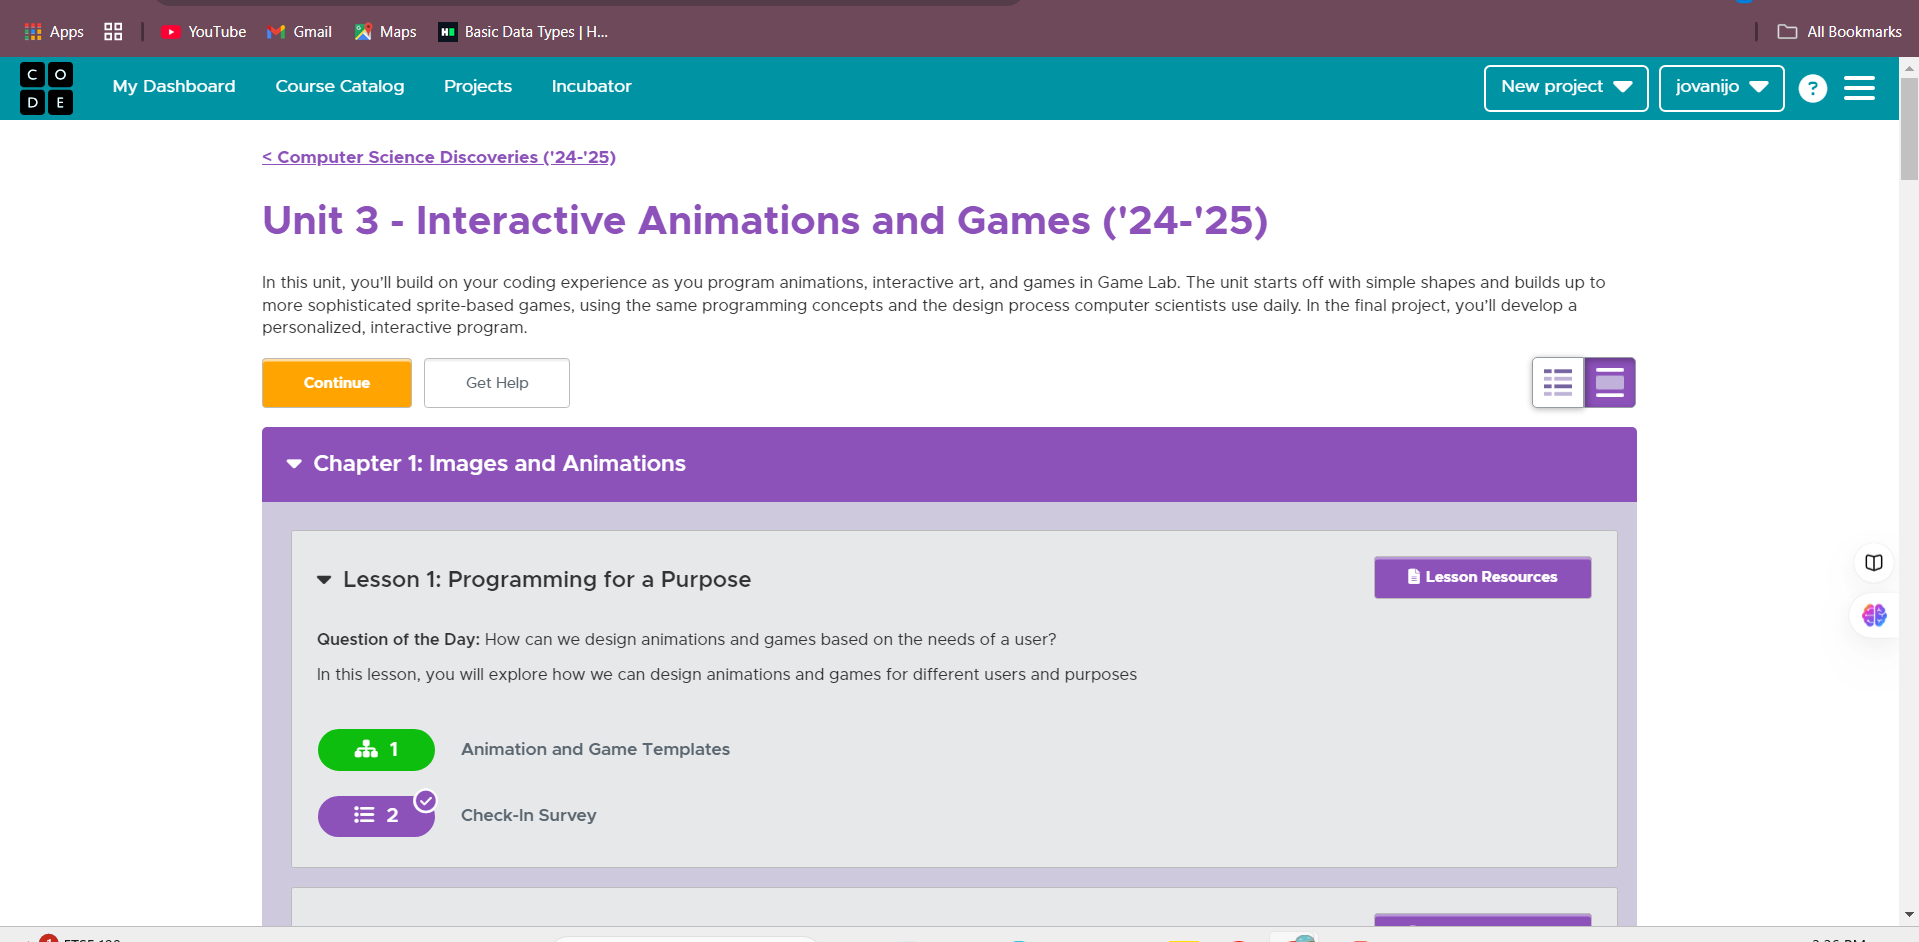 Apps
YouTube
Gmail
Maps
Basic Data Types | H...
All Bookmarks
C O
D E
My Dashboard
Course Catalog
Projects
Incubator
New project
jovanijo
?
< Computer Science Discoveries ('24-'25)
Unit 3 - Interactive Animations and Games ('24-'25)
In this unit, you’ll build on your coding experience as you program animations, interactive art, and games in Game Lab. The unit starts off with simple shapes and builds up to
more sophisticated sprite-based games, using the same programming concepts and the design process computer scientists use daily. In the final project, you’ll develop a
personalized, interactive program.
Continue
Get Help
Chapter 1: Images and Animations
Lesson 1: Programming for a Purpose
Lesson Resources
Question of the Day: How can we design animations and games based on the needs of a user?
In this lesson, you will explore how we can design animations and games for different users and purposes
1
Animation and Game Templates
2
Check-In Survey